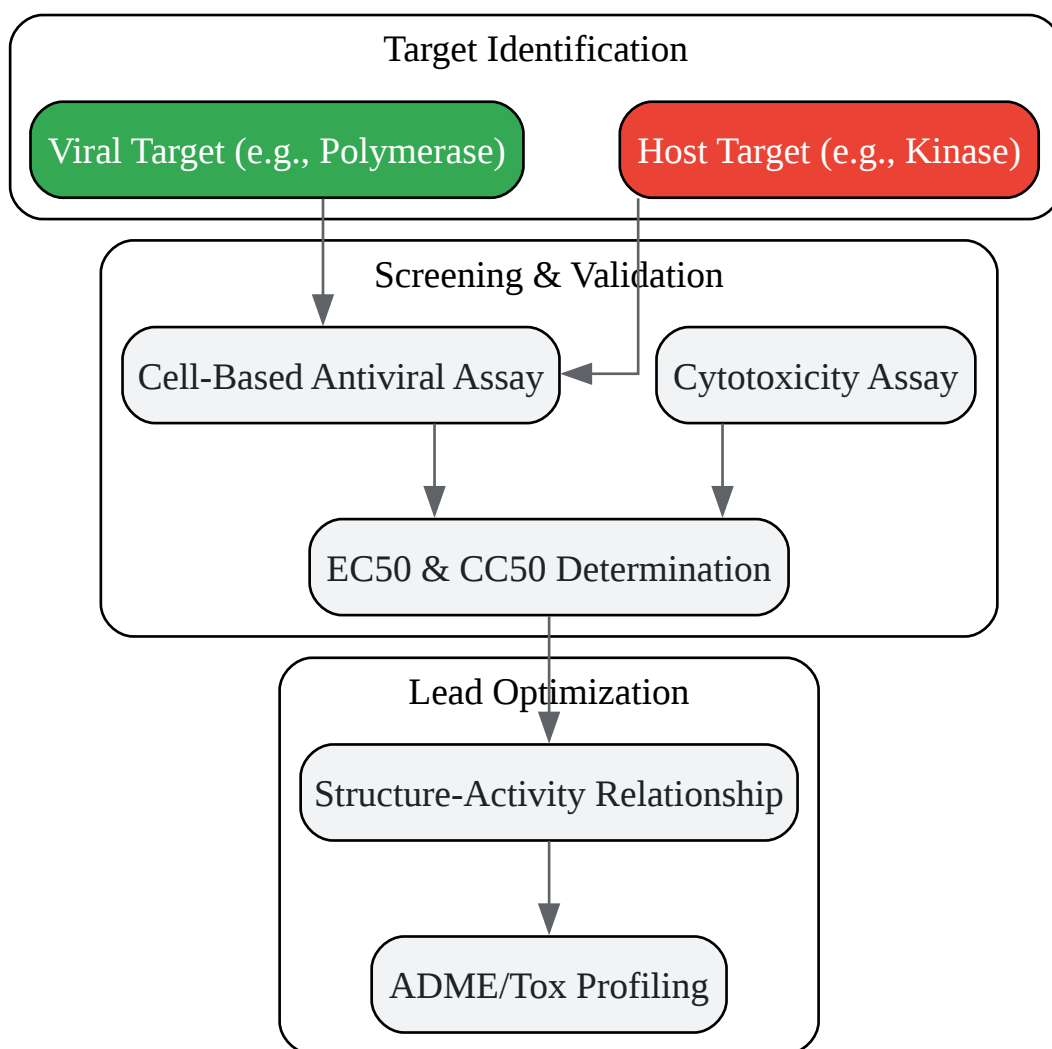 Target Identification
Viral Target (e.g., Polymerase)
Host Target (e.g., Kinase)
Screening & Validation
Cell-Based Antiviral Assay
Cytotoxicity Assay
EC50 & CC50 Determination
Lead Optimization
Structure-Activity Relationship
ADME/Tox Profiling